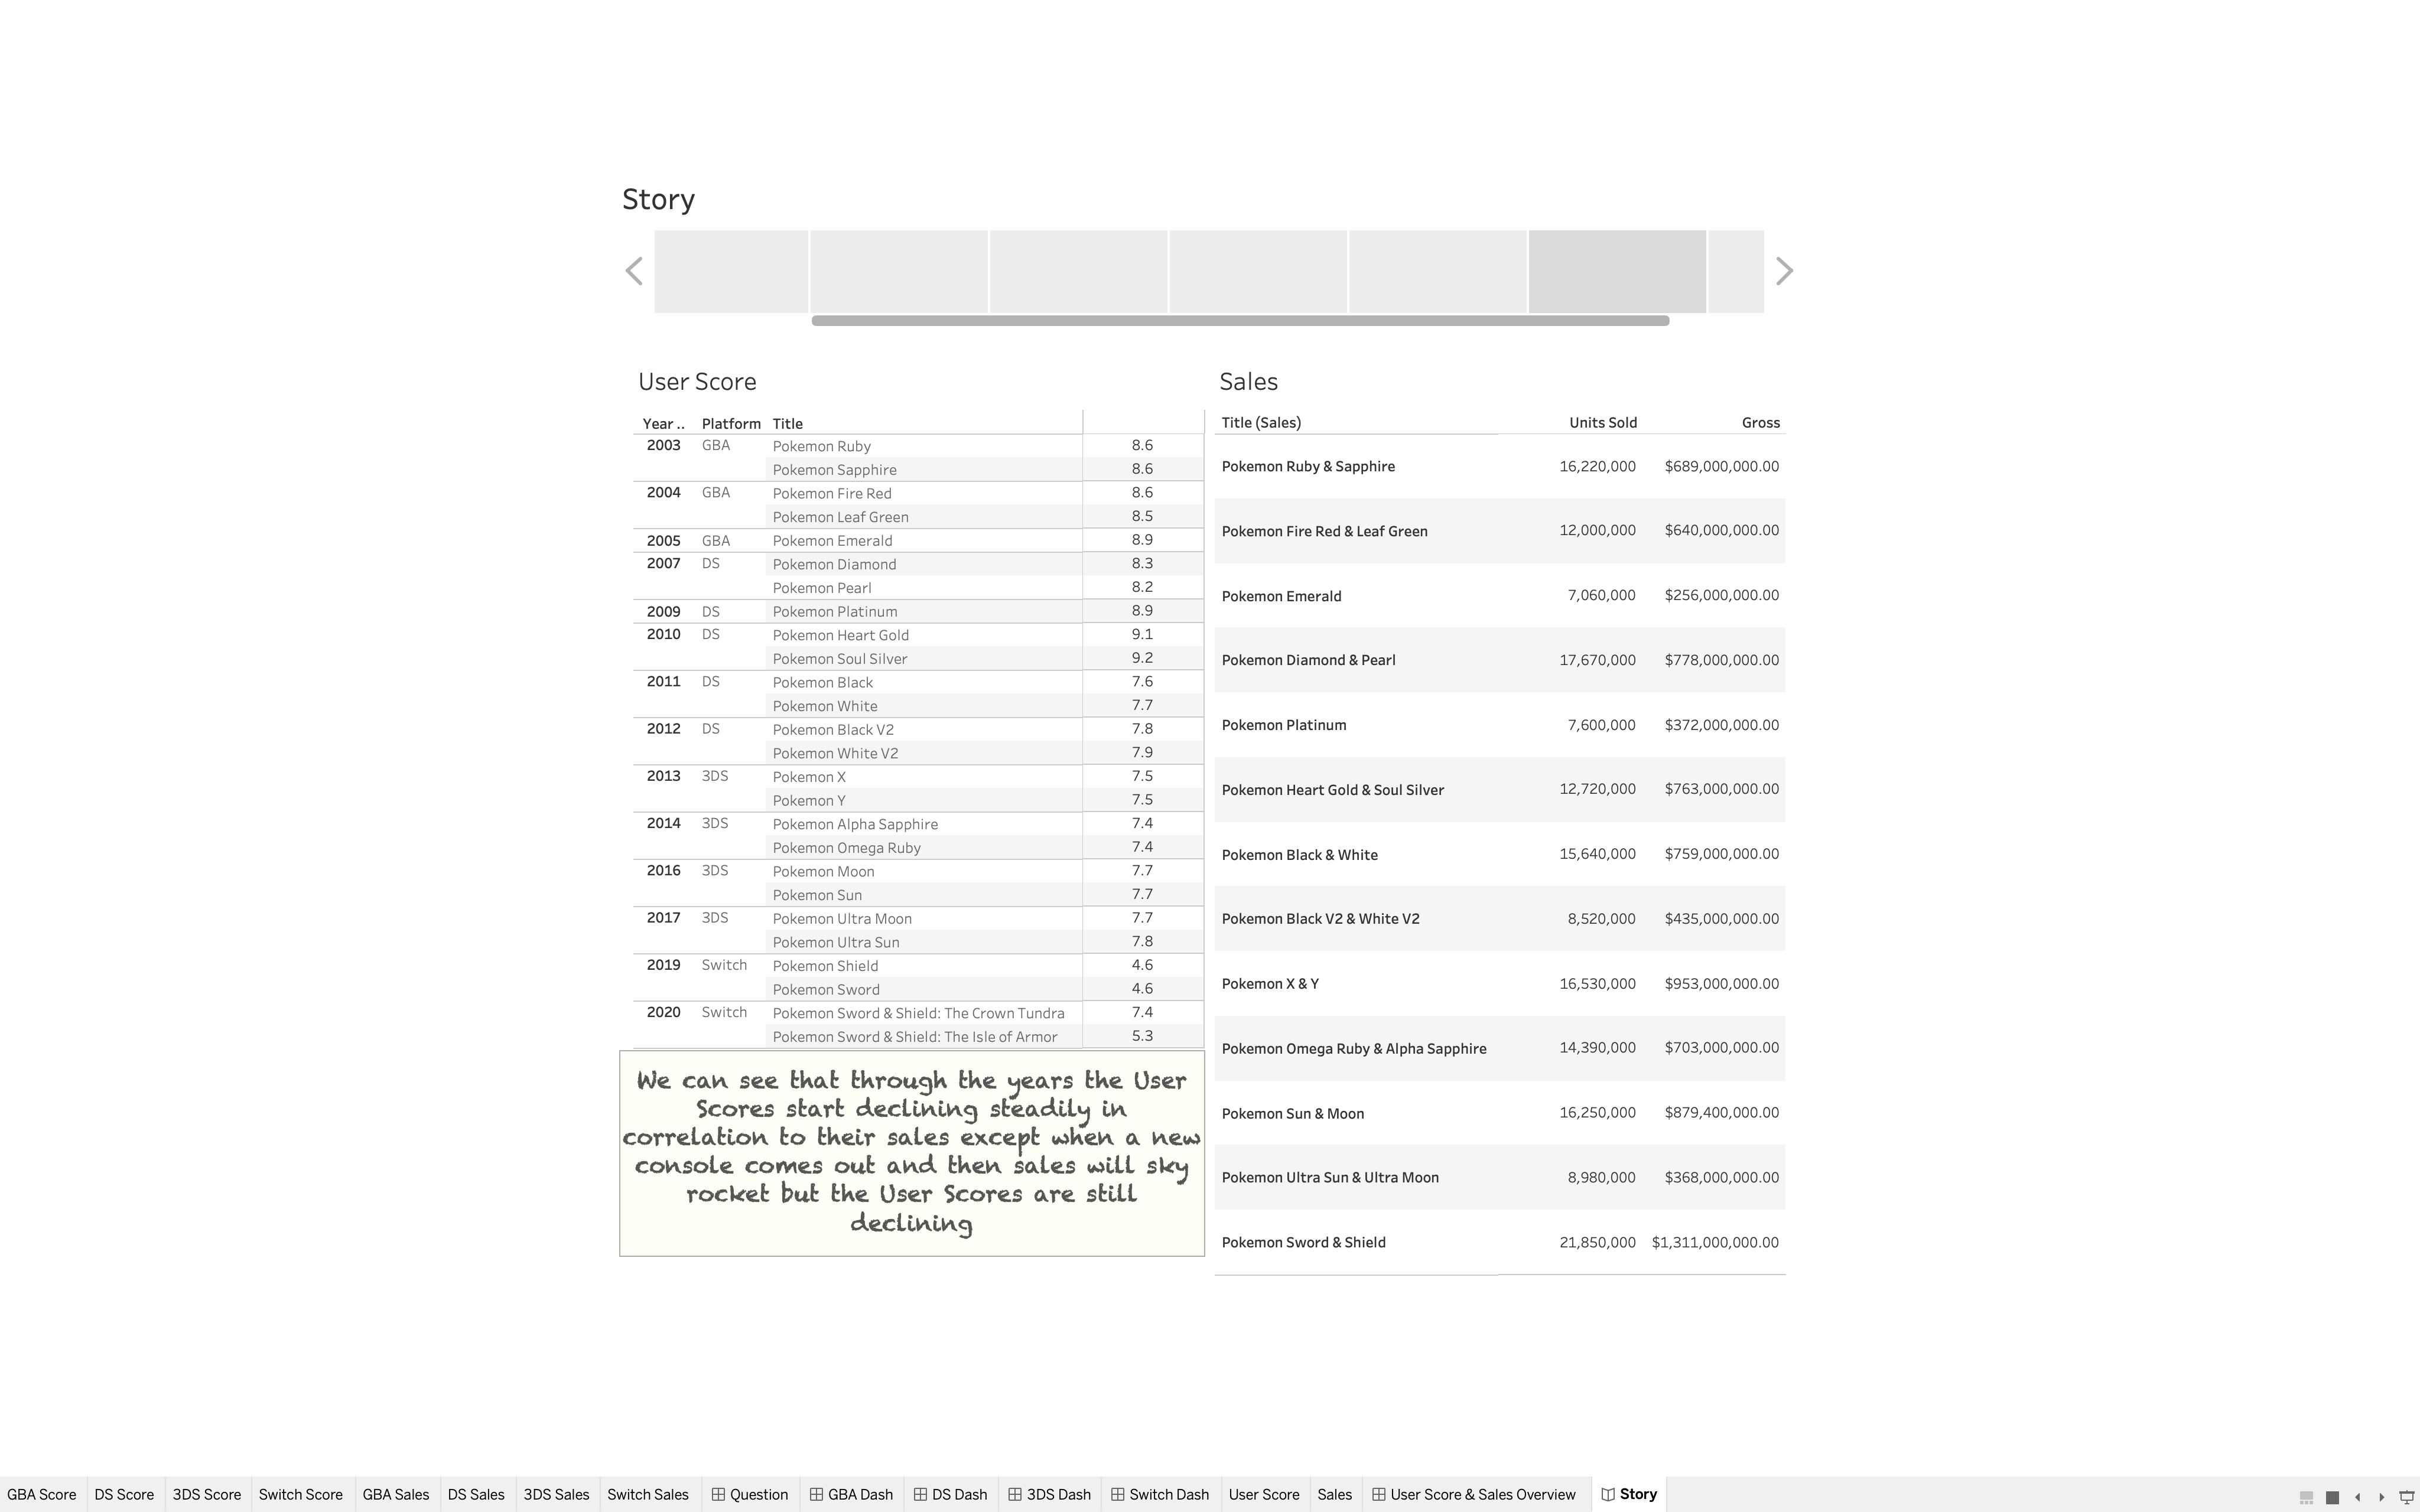 Story
User Score
Year .. Platform Title
2003 GBA Pokemon Ruby 8.6
Pokemon Sapphire 8.6
2004 GBA Pokemon Fire Red 8.6
Pokemon Leaf Green 8.5
2005 GBA Pokemon Emerald 8.9
2007 DS Pokemon Diamond 8.3
Pokemon Pearl 8.2
2009 DS Pokemon Platinum 8.9
2010 DS Pokemon Heart Gold 9.1
Pokemon Soul Silver 9.2
2011 DS Pokemon Black 7.6
Pokemon White 7.7
2012 DS Pokemon Black V2 7.8
Pokemon White V2 7.9
2013 3DS Pokemon X 7.5
Pokemon Y 7.5
2014 3DS Pokemon Alpha Sapphire 7.4
Pokemon Omega Ruby 7.4
2016 3DS Pokemon Moon 7.7
Pokemon Sun 7.7
2017 3DS Pokemon Ultra Moon 7.7
Pokemon Ultra Sun 7.8
2019 Switch Pokemon Shield 4.6
Pokemon Sword 4.6
2020 Switch Pokemon Sword & Shield: The Crown Tundra 7.4
Pokemon Sword & Shield: The Isle of Armor 5.3
We can see that through the years the User
Scores start declining steadily in
correlation to their sales except when a new
console comes out and then sales will sky
rocket but the User Scores are still
declining
Sales
Title (Sales) Units Sold Gross
Pokemon Ruby & Sapphire 16,220,000 $689,000,000.00
Pokemon Fire Red & Leaf Green 12,000,000 $640,000,000.00
Pokemon Emerald 7,060,000 $256,000,000.00
Pokemon Diamond & Pearl 17,670,000 $778,000,000.00
Pokemon Platinum 7,600,000 $372,000,000.00
Pokemon Heart Gold & Soul Silver 12,720,000 $763,000,000.00
Pokemon Black & White 15,640,000 $759,000,000.00
Pokemon Black V2 & White V2 8,520,000 $435,000,000.00
Pokemon X & Y 16,530,000 $953,000,000.00
Pokemon Omega Ruby & Alpha Sapphire 14,390,000 $703,000,000.00
Pokemon Sun & Moon 16,250,000 $879,400,000.00
Pokemon Ultra Sun & Ultra Moon 8,980,000 $368,000,000.00
Pokemon Sword & Shield 21,850,000 $1,311,000,000.00
GBA Score DS Score 3DS Score Switch Score GBA Sales DS Sales 3DS Sales Switch Sales Question GBA Dash DS Dash 3DS Dash Switch Dash User Score Sales User Score & Sales Overview Story